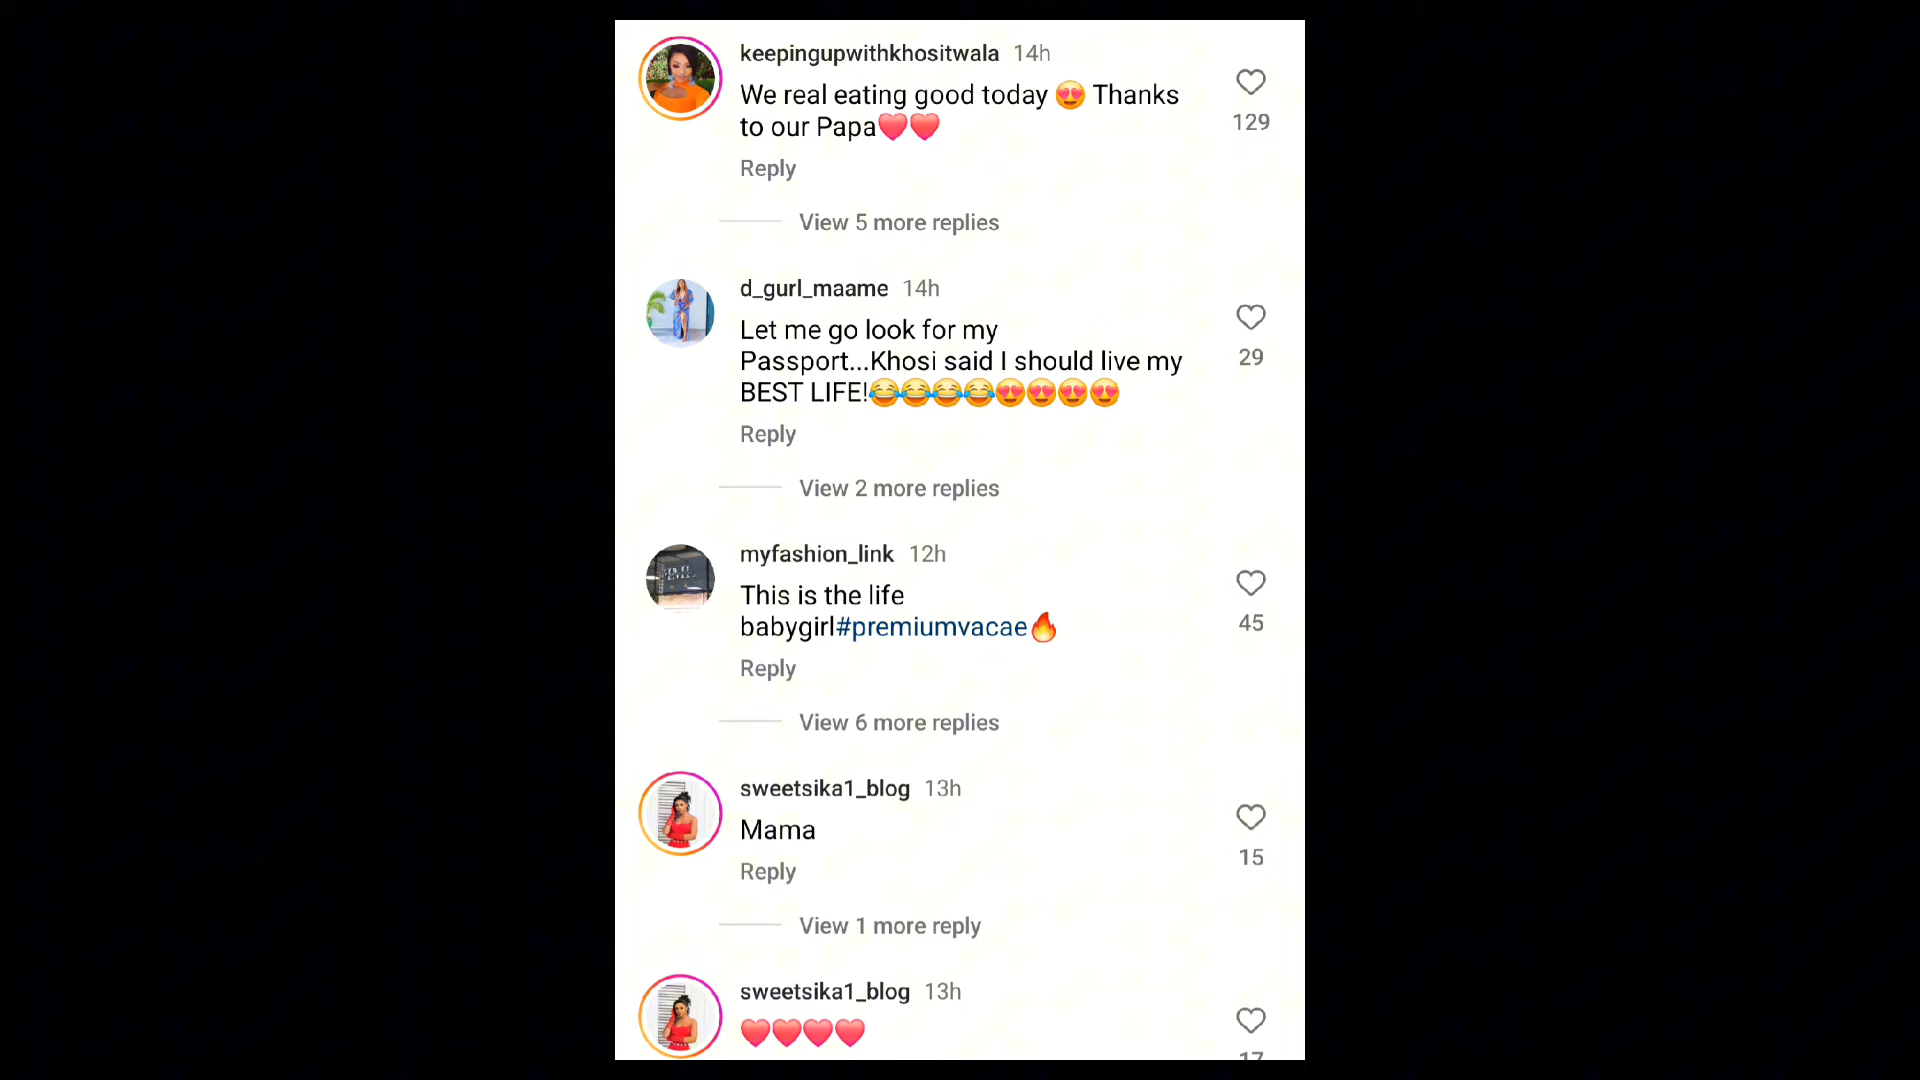 keepingupwithkhositwala 14h
We real eating good today 😍 Thanks
to our Papa❤️❤️
129
Reply
View 5 more replies
d_gurl_maame 14h
Let me go look for my
Passport...Khosi said I should live my
BEST LIFE!😂😂😂😂😍😍😍😍
29
Reply
View 2 more replies
myfashion_link 12h
This is the life
babygirl#premiumvacae🔥
45
Reply
View 6 more replies
sweetsika1_blog 13h
Mama
15
Reply
View 1 more reply
sweetsika1_blog 13h
❤️❤️❤️❤️
17